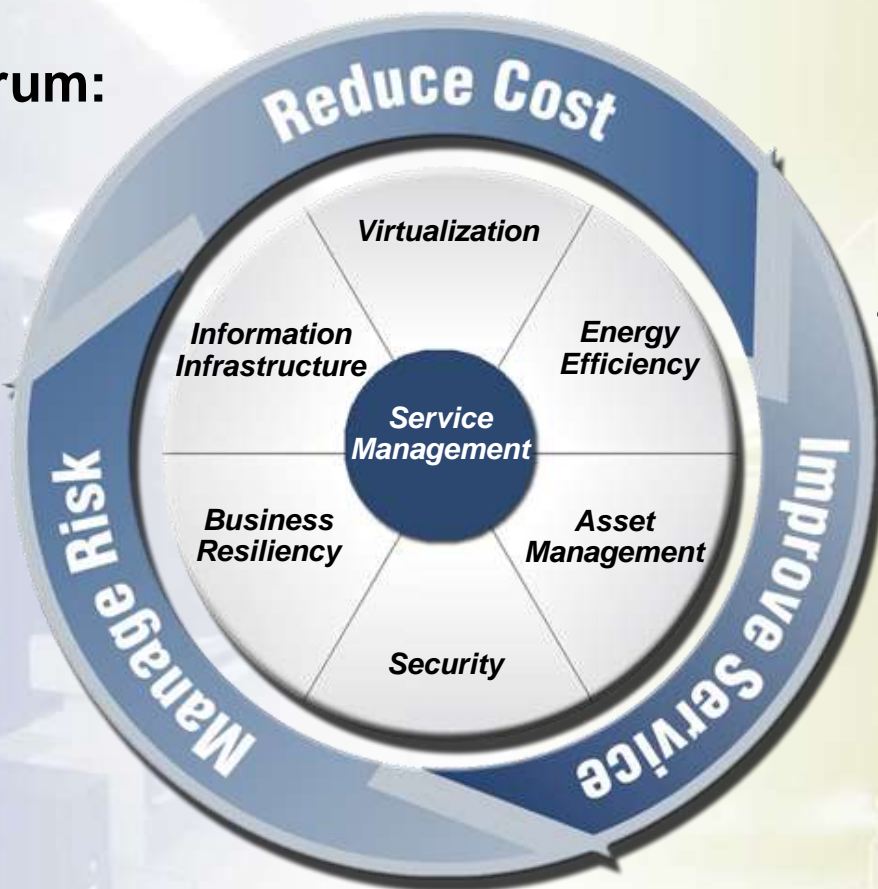 rum:
Reduce Cost
Virtualization
Information
Infrastructure
Energy
Efficiency
Service
Management
Business
Resiliency
Asset
Management
Security
Manage Risk
Improve Service